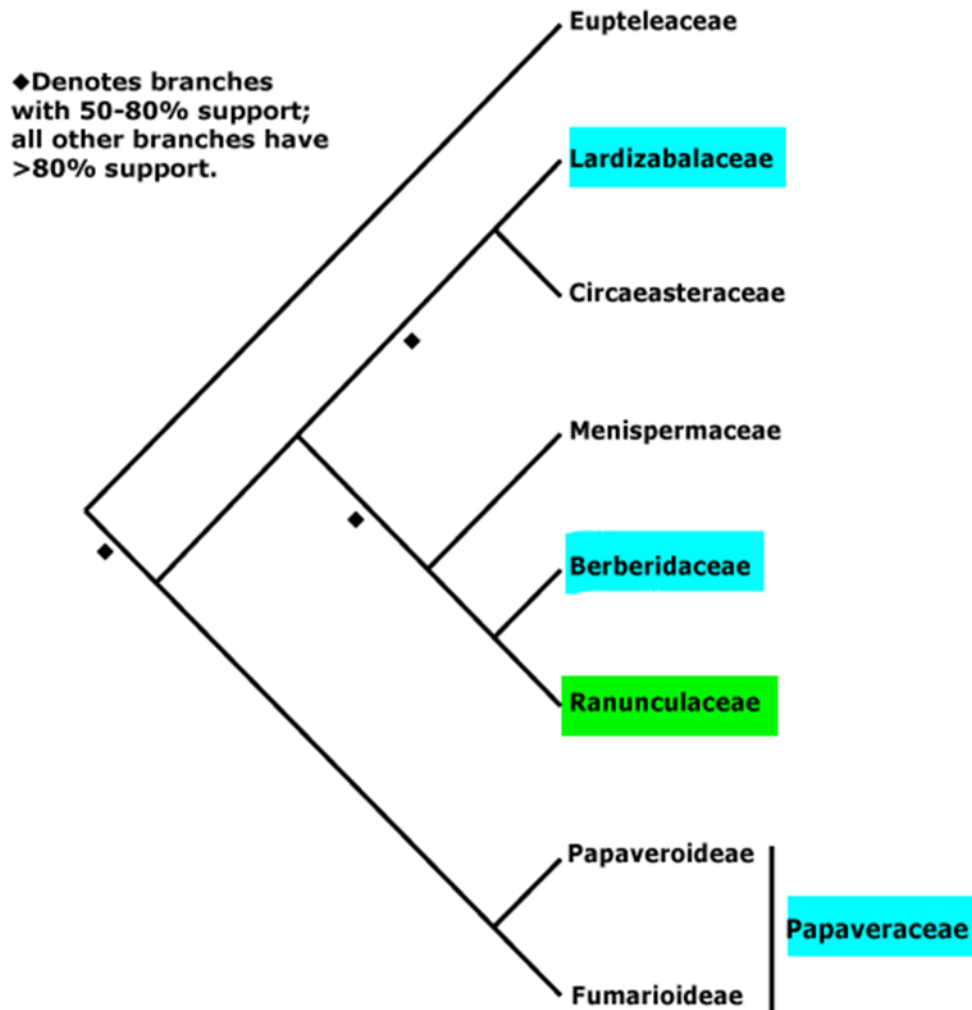 Eupteleaceae
◆Denotes branches
with 50-80% support;
all other branches have
>80% support.
Lardizabalaceae
Circaeasteraceae
Menispermaceae
Berberidaceae
Ranunculaceae
Papaveroideae
Papaveraceae
Fumarioideae